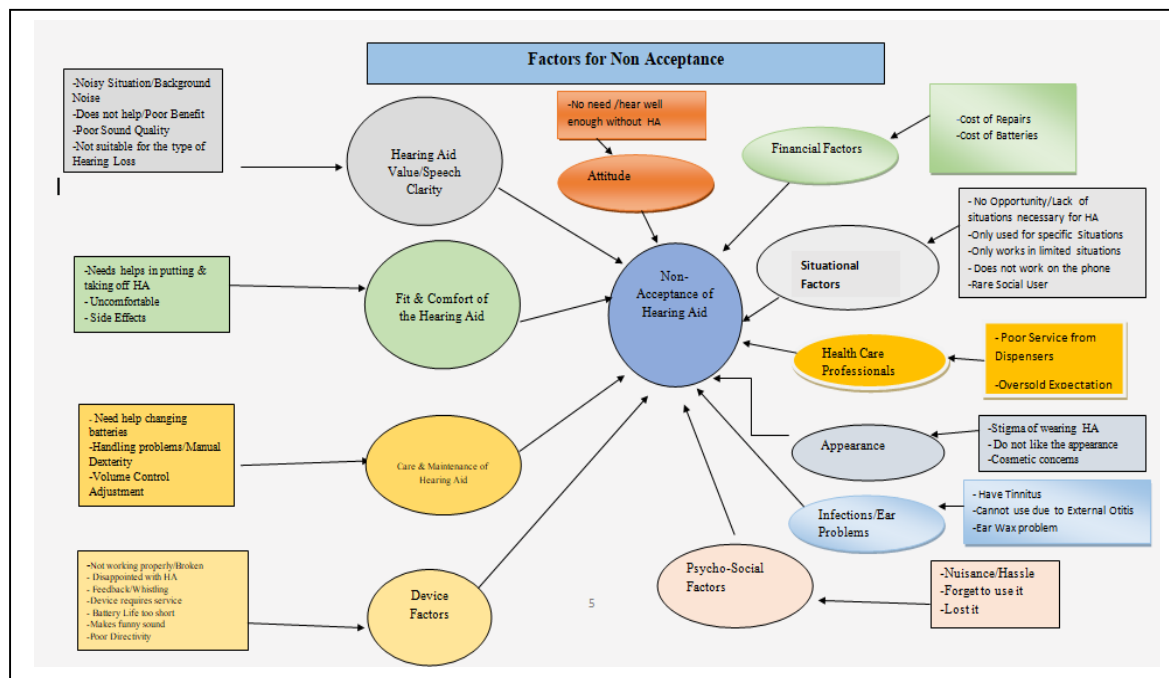 Factors for Non Acceptance
-Noisy Situation/Background
Noise
-Does not help/Poor Benefit
-Poor Sound Quality
-Not suitable for the type of
Hearing Loss
Hearing Aid
Value/Speech
Clarity
-No need /hear well
enough without HA
Attitude
Financial Factors
-Cost of Repairs
-Cost of Batteries
- No Opportunity/Lack of
situations necessary for HA
-Only used for specific Situations
-Only works in limited situations
- Does not work on the phone
-Rare Social User
Situational
Factors
Non-
Acceptance of
Hearing Aid
-Needs helps in putting &
taking off HA
- Uncomfortable
- Side Effects
Fit & Comfort of
the Hearing Aid
Health Care
Professionals
- Poor Service from
Dispensers
-Oversold Expectation
- Need help changing
batteries
-Handling problems/Manual
Dexterity
-Volume Control
Adjustment
Care & Maintenance of
Hearing Aid
Appearance
-Stigma of wearing HA
- Do not like the appearance
-Cosmetic concerns
Infections/Ear
Problems
- Have Tinnitus
-Cannot use due to External Otitis
-Ear Wax problem
-Not working properly/Broken
- Disappointed with HA
- Feedback/Whistling
-Device requires service
- Battery Life too short
-Makes funny sound
-Poor Directivity
Device
Factors
5
Psycho-Social
Factors
-Nuisance/Hassle
-Forget to use it
-Lost it